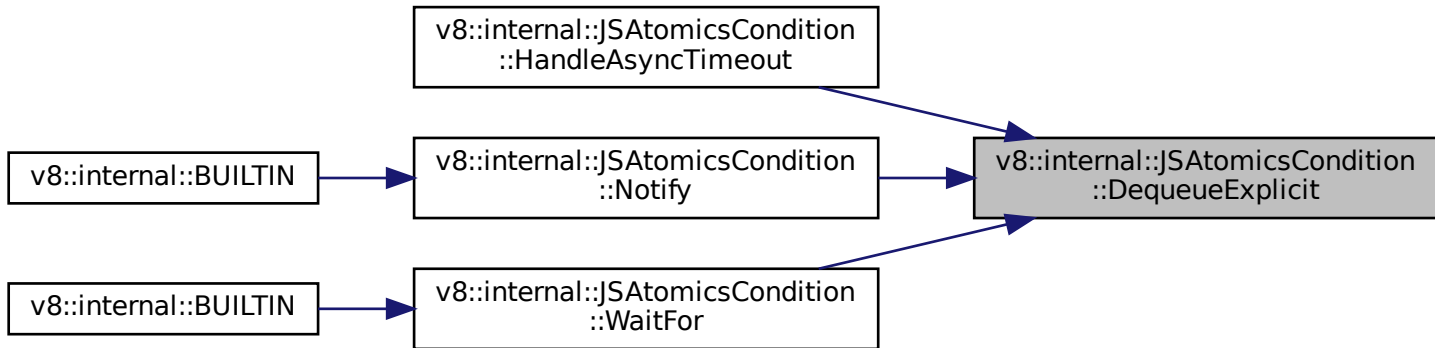 v8::internal::JSAtomicsCondition
::HandleAsyncTimeout
v8::internal::BUILTIN
v8::internal::JSAtomicsCondition
::Notify
v8::internal::JSAtomicsCondition
::DequeueExplicit
v8::internal::BUILTIN
v8::internal::JSAtomicsCondition
::WaitFor